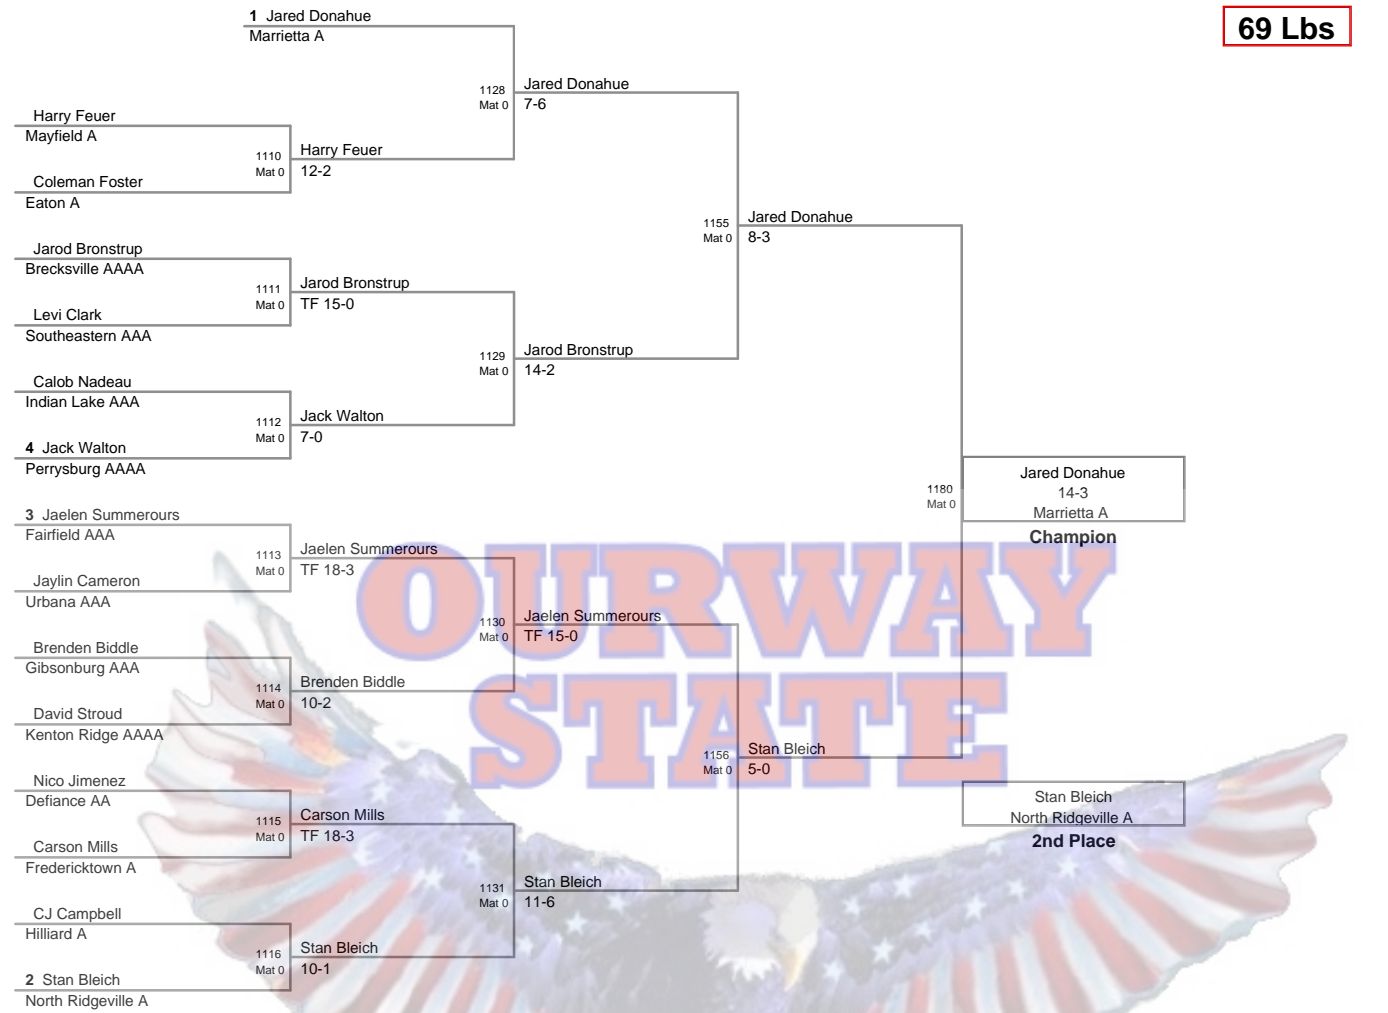 1 Jared Donahue
Marrietta A
69 Lbs
1128
Mat 0
Jared Donahue
7-6
Harry Feuer
Mayfield A
1110
Mat 0
Harry Feuer
12-2
Coleman Foster
Eaton A
1155
Mat 0
Jared Donahue
8-3
Jarod Bronstrup
Brecksville AAAA
1111
Mat 0
Jarod Bronstrup
TF 15-0
Levi Clark
Southeastern AAA
1129
Mat 0
Jarod Bronstrup
14-2
Calob Nadeau
Indian Lake AAA
1112
Mat 0
Jack Walton
7-0
4 Jack Walton
Perrysburg AAAA
1180
Mat 0
Jared Donahue
14-3
Marrietta A
Champion
3 Jaelen Summerours
Fairfield AAA
1113
Mat 0
Jaelen Summerours
TF 18-3
Jaylin Cameron
Urbana AAA
OURWAY
STATE
1130
Mat 0
Jaelen Summerours
TF 15-0
Brenden Biddle
Gibsonburg AAA
1114
Mat 0
Brenden Biddle
10-2
David Stroud
Kenton Ridge AAAA
1156
Mat 0
Stan Bleich
5-0
Nico Jimenez
Defiance AA
1115
Mat 0
Carson Mills
TF 18-3
Carson Mills
Fredericktown A
Stan Bleich
North Ridgeville A
2nd Place
1131
Mat 0
Stan Bleich
11-6
CJ Campbell
Hilliard A
1116
Mat 0
Stan Bleich
10-1
2 Stan Bleich
North Ridgeville A